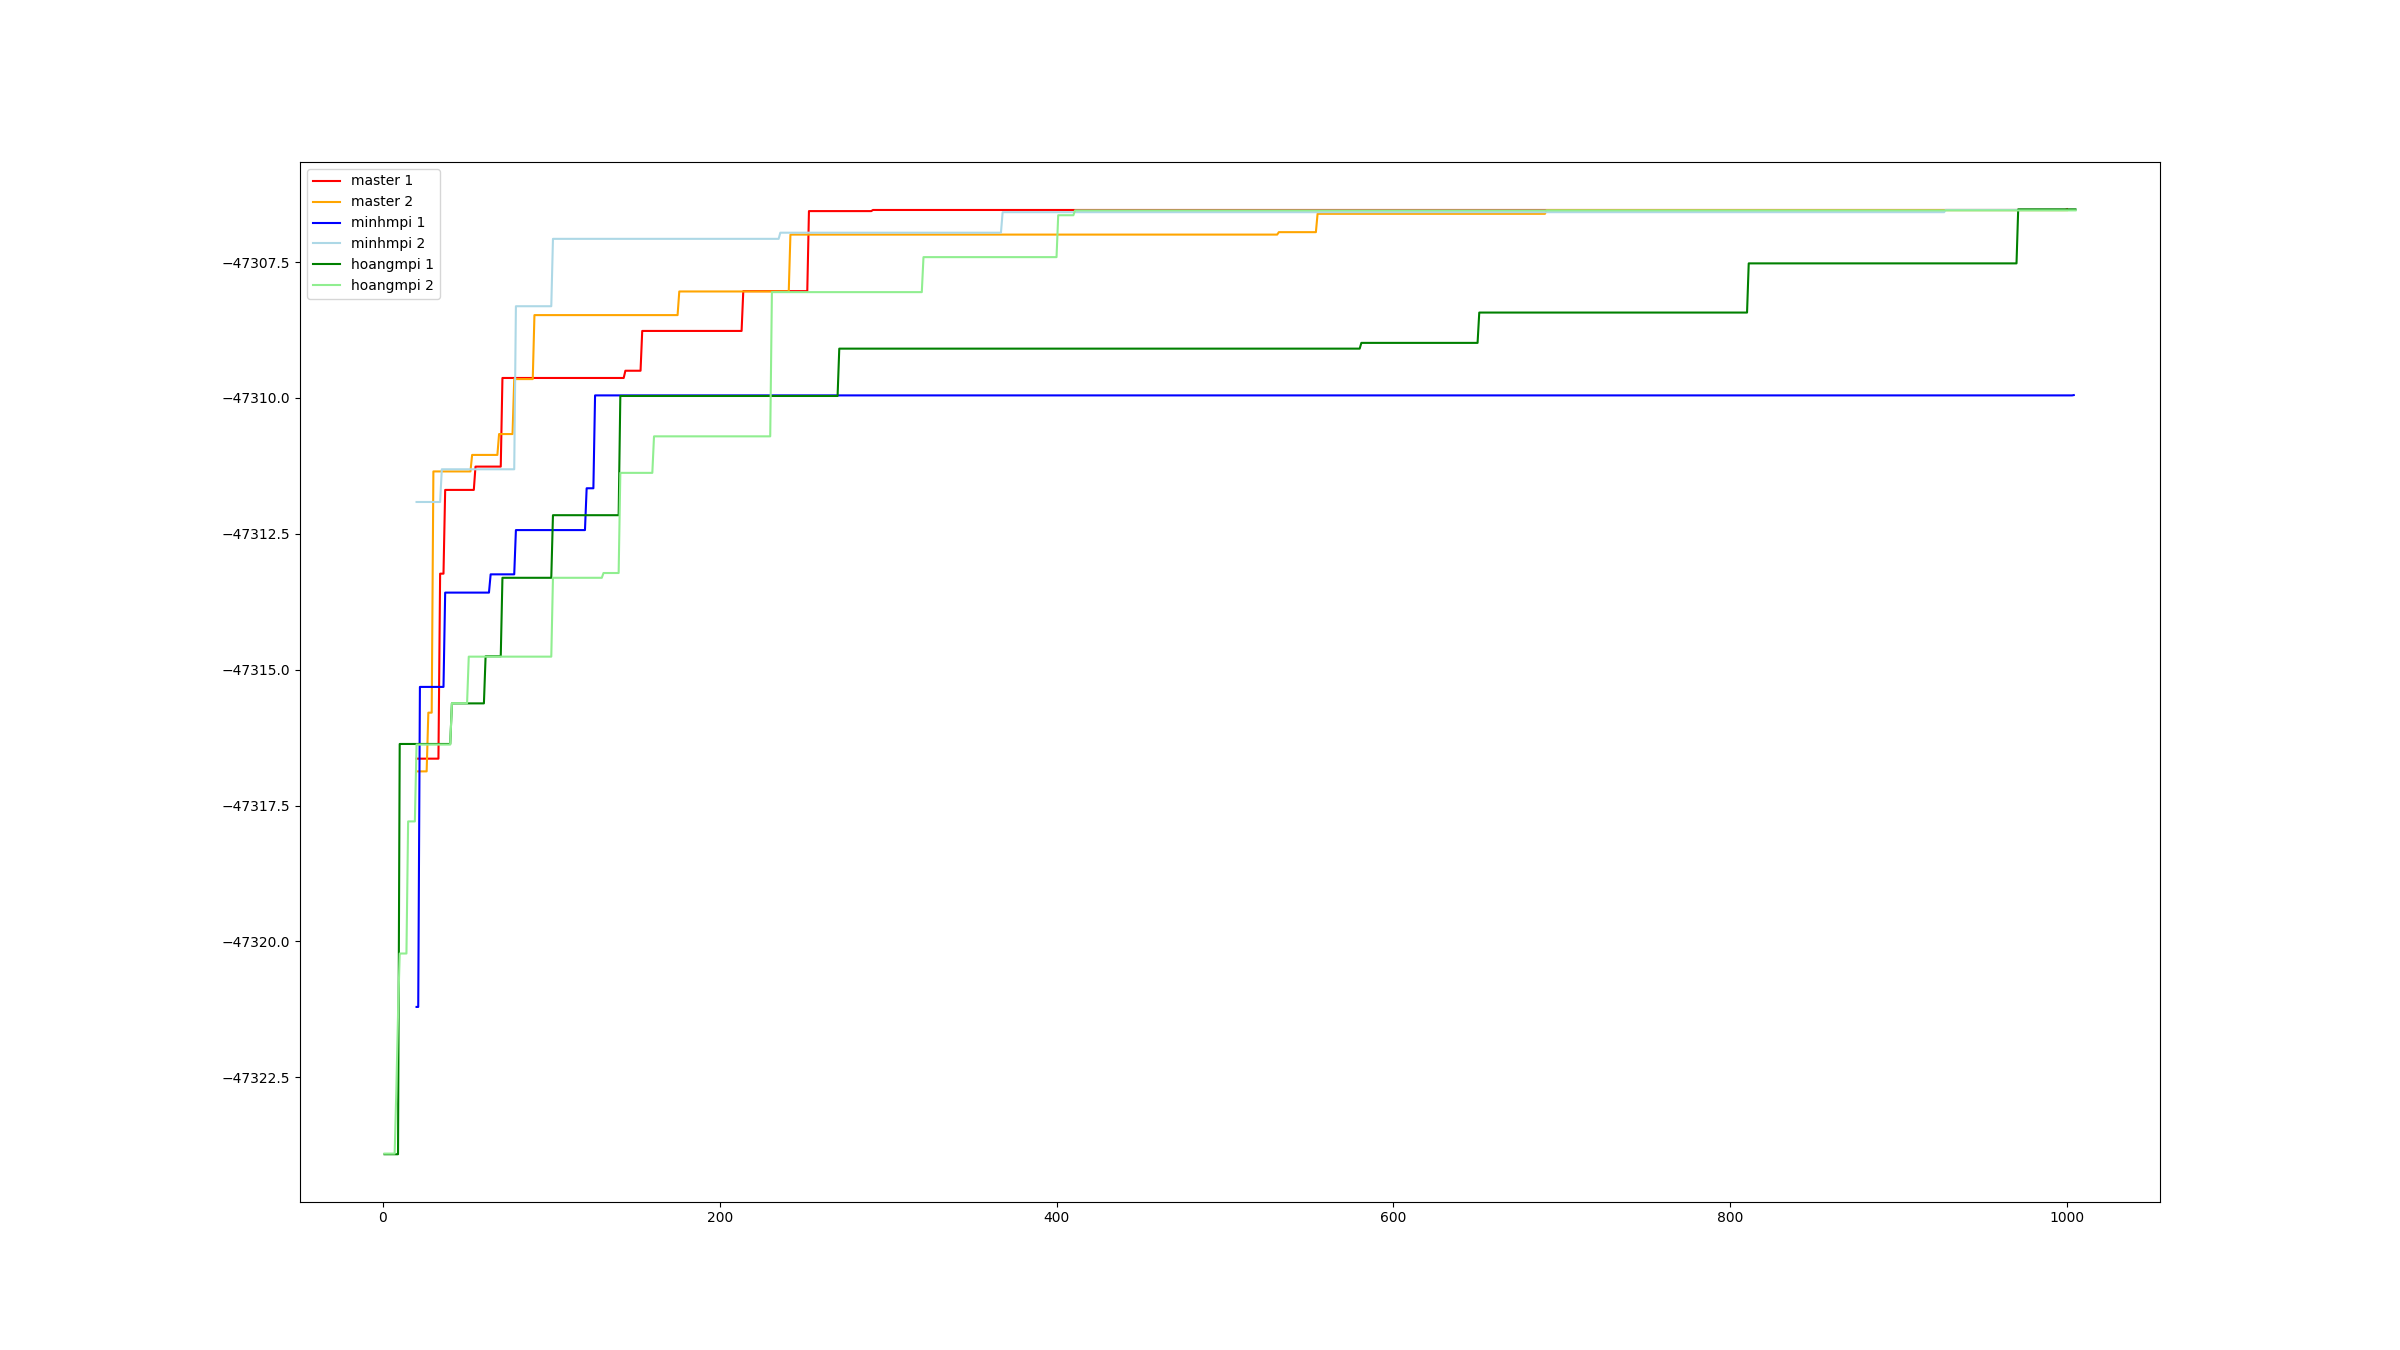 master 1
master 2
minhmpi 1
minhmpi 2
hoangmpi 1
hoangmpi 2
−47307.5
−47310.0
−47312.5
−47315.0
−47317.5
−47320.0
−47322.5
0 200 400 600 800 1000